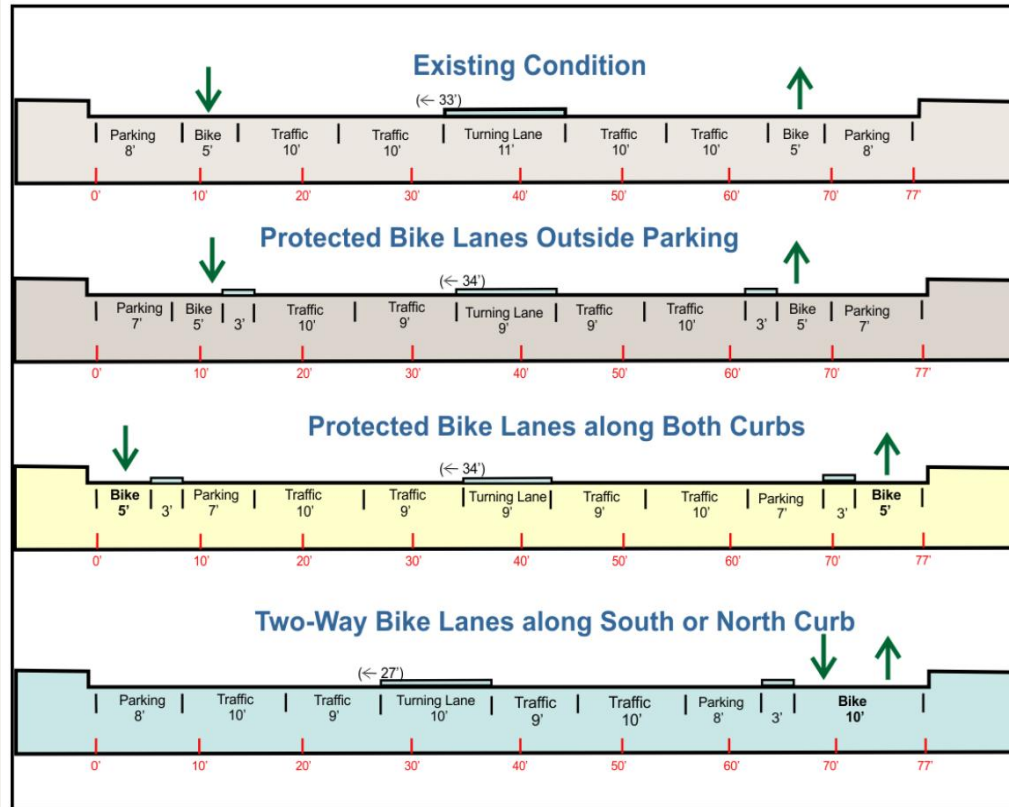 Existing Condition
(← 33')
Parking Bike Traffic Traffic Turning Lane Traffic Traffic Bike Parking
8' 5' 10' 10' 11' 10' 10' 5' 8'
0' 10' 20' 30' 40' 50' 60' 70' 77'
Protected Bike Lanes Outside Parking
(← 34')
Parking Bike Traffic Traffic Turning Lane Traffic Traffic Bike Parking
7' 5' 3' 10' 9' 9' 9' 10' 3' 5' 7'
0' 10' 20' 30' 40' 50' 60' 70' 77'
Protected Bike Lanes along Both Curbs
(← 34')
Bike Parking Traffic Traffic Turning Lane Traffic Traffic Parking Bike
5' 3' 7' 10' 9' 9' 9' 10' 7' 3' 5'
0' 10' 20' 30' 40' 50' 60' 70' 77'
Two-Way Bike Lanes along South or North Curb
(← 27')
Parking Traffic Traffic Turning Lane Traffic Traffic Parking Bike
8' 10' 9' 10' 9' 10' 8' 3' 10'
0' 10' 20' 30' 40' 50' 60' 70' 77'